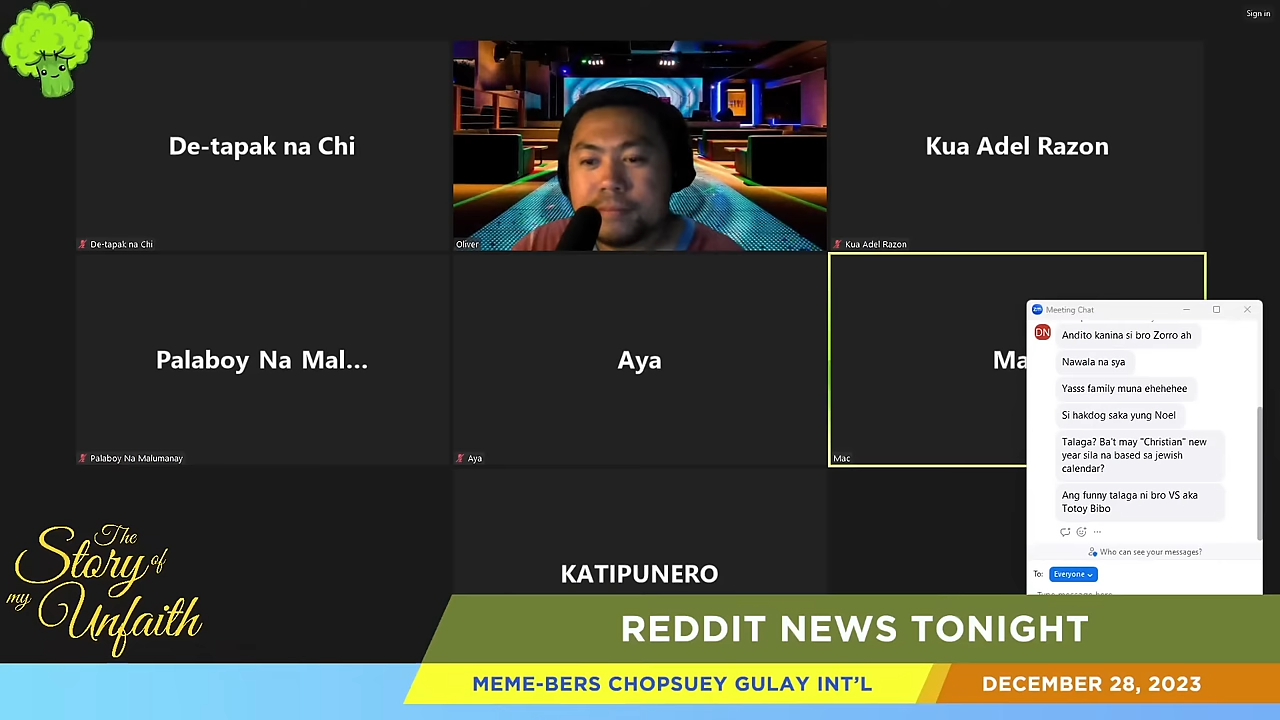 Sign in
De-tapak na Chi
De-tapak na Chi
Oliver
Kua Adel Razon
Kua Adel Razon
Palaboy Na Mal...
Palaboy Na Malumanay
Aya
Aya
Ma
Mac
KATIPUNERO
Meeting Chat
DN
Andito kanina si bro Zorro ah
Nawala na sya
Yasss family muna ehehehee
Si hakdog saka yung Noel
Talaga? Ba't may "Christian" new
year sila na based sa jewish
calendar?
Ang funny talaga ni bro VS aka
Totoy Bibo
Who can see your messages?
To: Everyone
The
Story of
my
Unfaith
REDDIT NEWS TONIGHT
MEME-BERS CHOPSUEY GULAY INT'L
DECEMBER 28, 2023